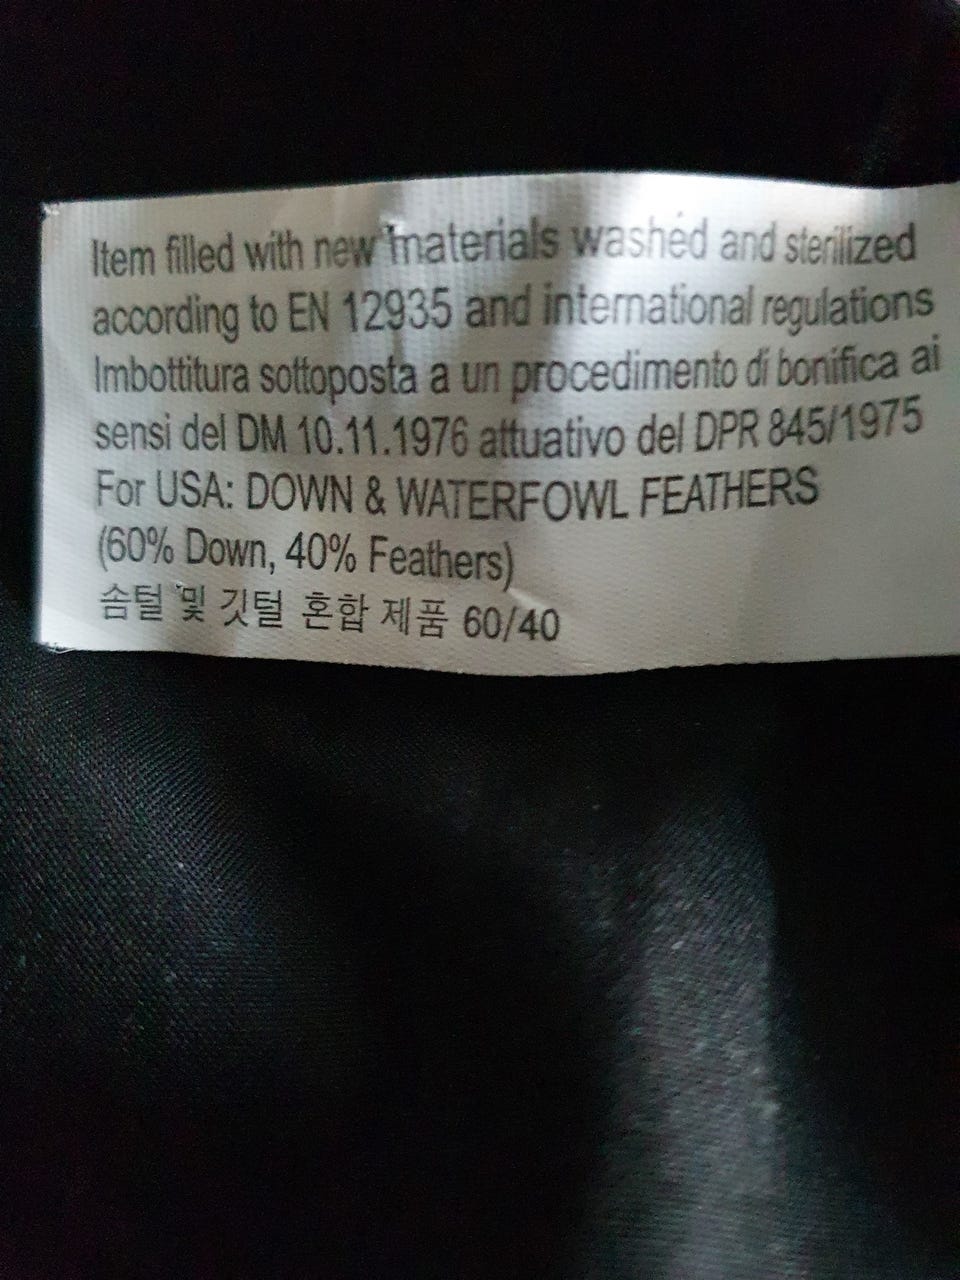 Item filled with new materials washed and sterilized
according to EN 12935 and international regulations
Imbottitura sottoposta a un procedimento di bonifica ai
sensi del DM 10.11.1976 attuativo del DPR 845/1975
For USA: DOWN & WATERFOWL FEATHERS
(60% Down, 40% Feathers)
솜털 및 깃털 혼합 제품 60/40